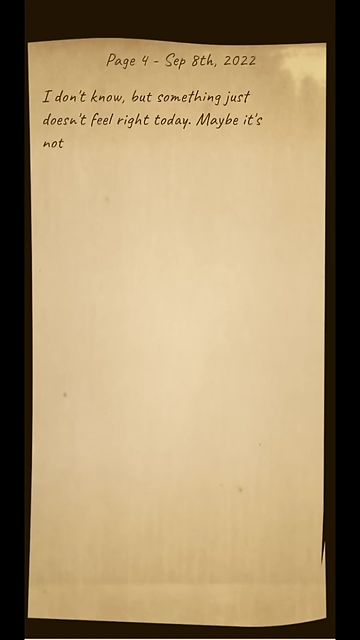 Page 4 - Sep 8th, 2022
I don't know, but something just
doesn't feel right today. Maybe it's
not